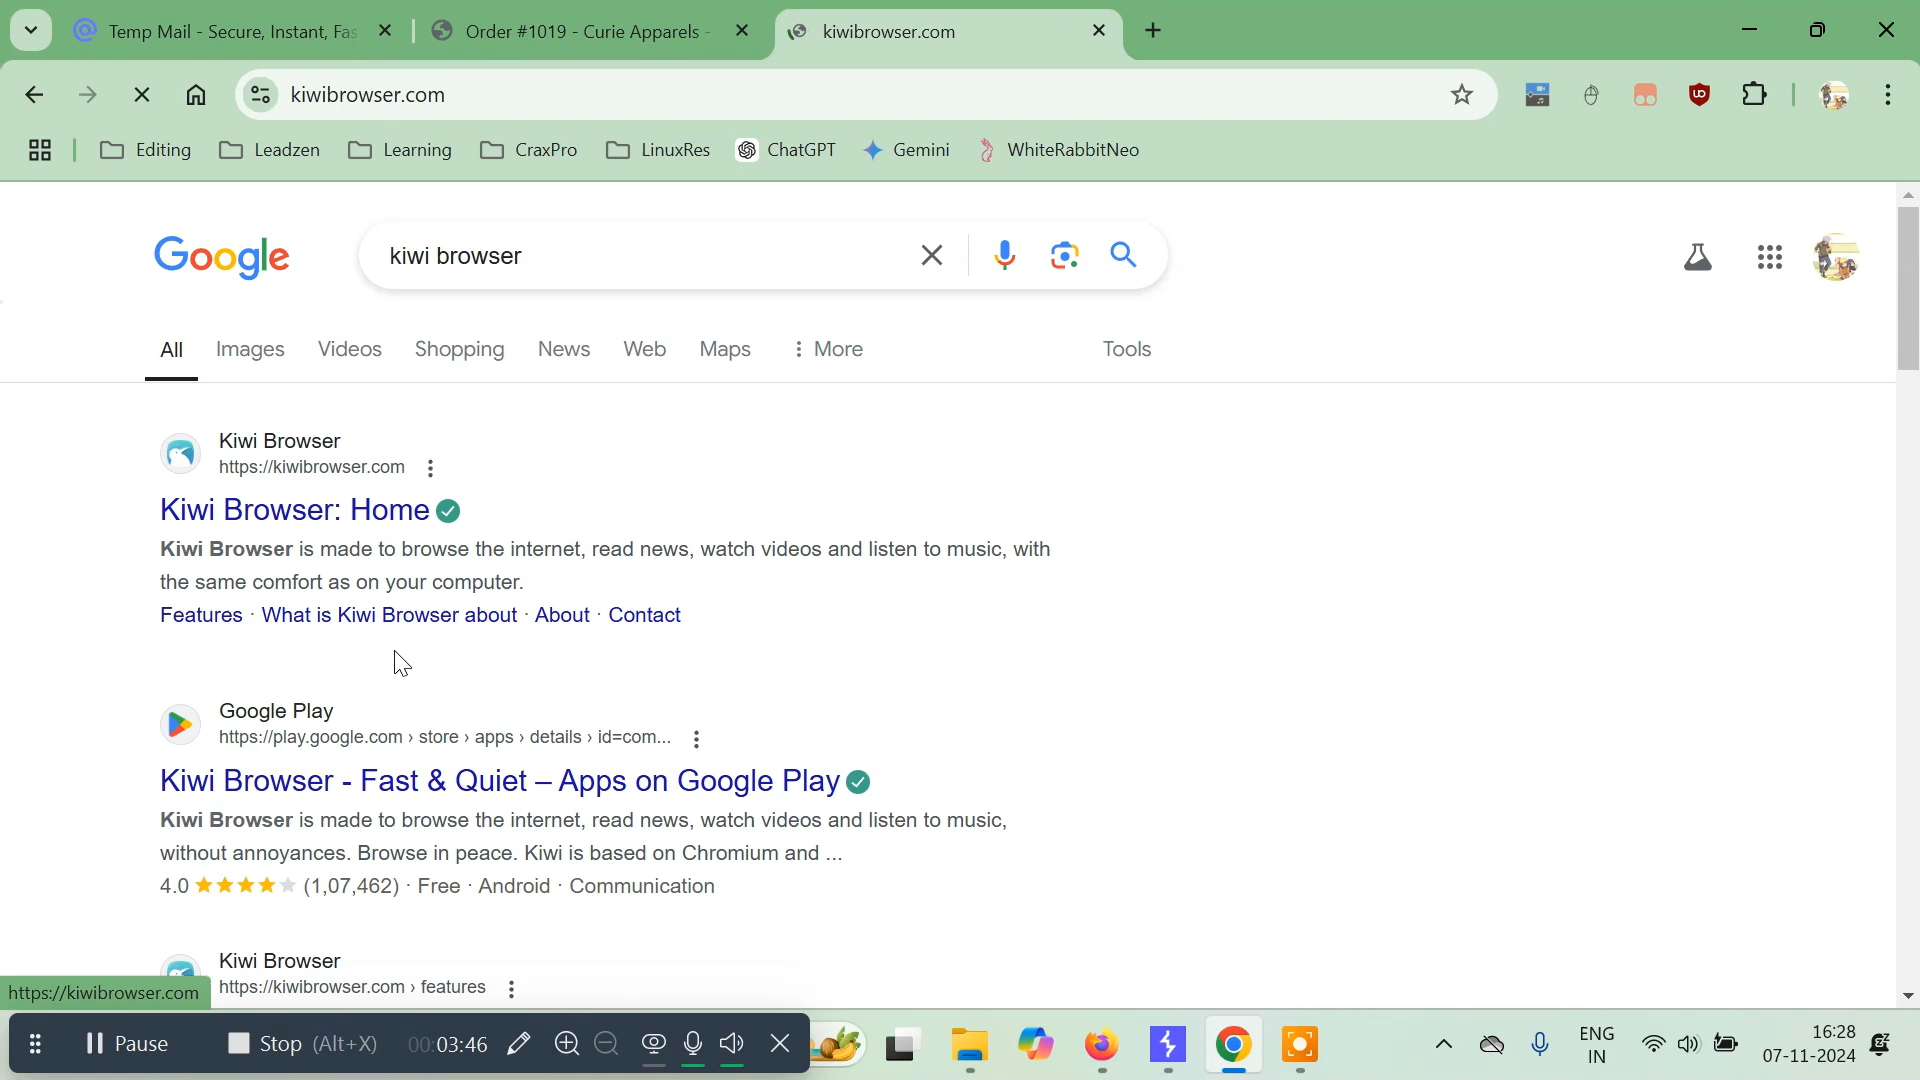 Temp Mail - Secure, Instant, Fas
Order #1019 - Curie Apparels -
kiwibrowser.com
kiwibrowser.com
Editing
Leadzen
Learning
CraxPro
LinuxRes
ChatGPT
Gemini
WhiteRabbitNeo
Google
kiwi browser
All
Images
Videos
Shopping
News
Web
Maps
More
Tools
Kiwi Browser
https://kiwibrowser.com
Kiwi Browser: Home
Kiwi Browser is made to browse the internet, read news, watch videos and listen to music, with
the same comfort as on your computer.
Features · What is Kiwi Browser about · About · Contact
Google Play
https://play.google.com › store › apps › details › id=com...
Kiwi Browser - Fast & Quiet – Apps on Google Play
Kiwi Browser is made to browse the internet, read news, watch videos and listen to music,
without annoyances. Browse in peace. Kiwi is based on Chromium and ...
4.0 ★★★★★ (1,07,462) · Free · Android · Communication
Kiwi Browser
https://kiwibrowser.com › features
https://kiwibrowser.com
Pause
Stop (Alt+X)
00:03:46
ENG
IN
16:28
07-11-2024